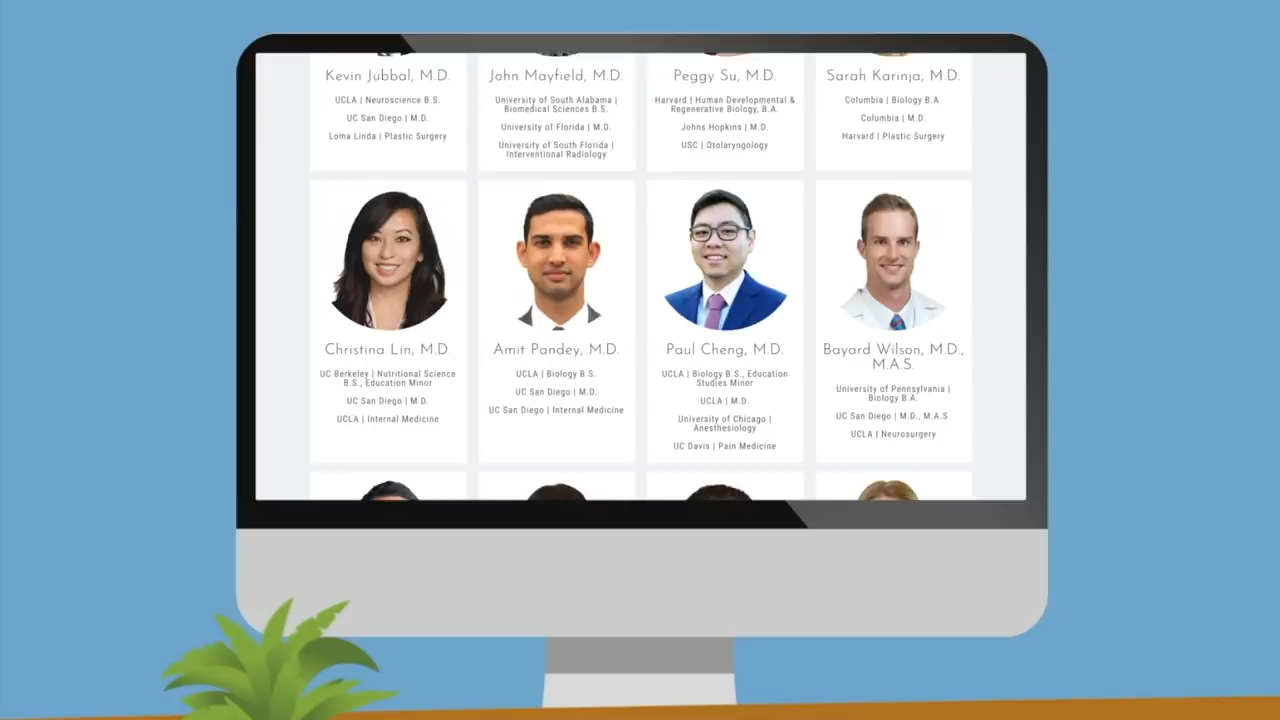 Kevin Jubbal, M.D.
UCLA | Neuroscience B.S.
UC San Diego | M.D.
Loma Linda | Plastic Surgery
John Mayfield, M.D.
University of South Alabama |
Biomedical Sciences B.S.
University of Florida | M.D.
University of South Florida |
Interventional Radiology
Peggy Su, M.D.
Harvard | Human Developmental &
Regenerative Biology, B.A.
Johns Hopkins | M.D.
USC | Otolaryngology
Sarah Karinja, M.D.
Columbia | Biology B.A.
Columbia | M.D.
Harvard | Plastic Surgery
Christina Lin, M.D.
UC Berkeley | Nutritional Science
B.S., Education Minor
UC San Diego | M.D.
UCLA | Internal Medicine
Amit Pandey, M.D.
UCLA | Biology B.S.
UC San Diego | M.D.
UC San Diego | Internal Medicine
Paul Cheng, M.D.
UCLA | Biology B.S., Education
Studies Minor
UCLA | M.D.
University of Chicago |
Anesthesiology
UC Davis | Pain Medicine
Bayard Wilson, M.D.,
M.A.S.
University of Pennsylvania |
Biology B.A.
UC San Diego | M.D., M.A.S.
UCLA | Neurosurgery